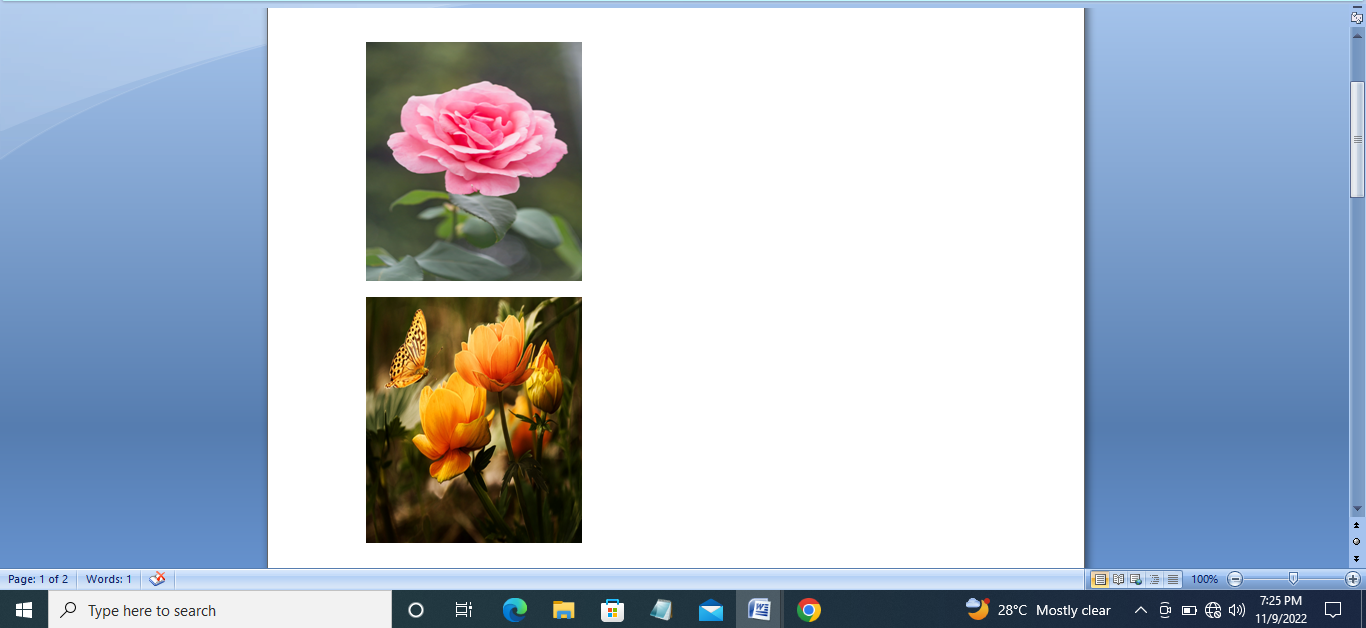 Page: 1 of 2 Words: 1 100%
Type here to search 28°C Mostly clear 7:25 PM
11/9/2022